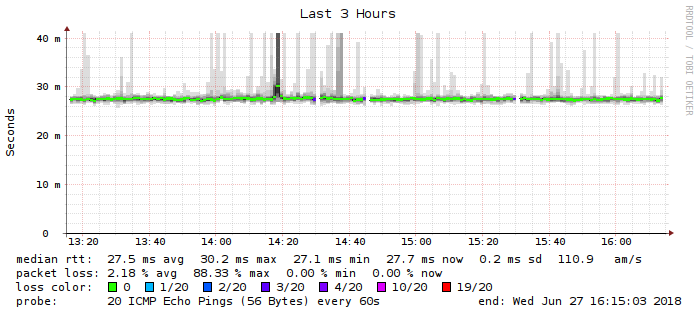 Last 3 Hours
RRDTOOL / TOBI OETIKER
Seconds
40 m
30 m
20 m
10 m
0
13:20 13:40 14:00 14:20 14:40 15:00 15:20 15:40 16:00
median rtt: 27.5 ms avg 30.2 ms max 27.1 ms min 27.7 ms now 0.2 ms sd 110.9 am/s
packet loss: 2.18 % avg 88.33 % max 0.00 % min 0.00 % now
loss color: 0 1/20 2/20 3/20 4/20 10/20 19/20
probe: 20 ICMP Echo Pings (56 Bytes) every 60s end: Wed Jun 27 16:15:03 2018